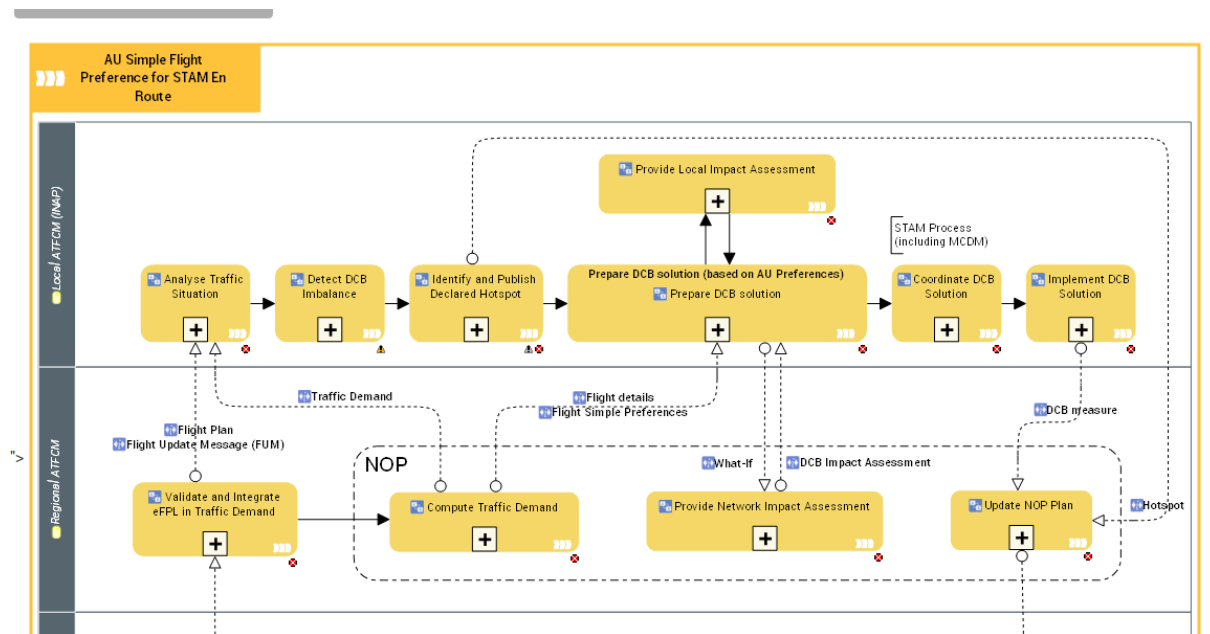 AU Simple Flight
Preference for STAM En
Route
Local ATFCM (INAP)
Provide Local Impact Assessment
STAM Process
(including MCDM)
Analyse Traffic
Situation
Detect DCB
Imbalance
Identify and Publish
Declared Hotspot
Prepare DCB solution (based on AU Preferences)
Prepare DCB solution
Coordinate DCB
Solution
Implement DCB
Solution
Regional ATFCM
Traffic Demand
Flight details
Flight Simple Preferences
DCB measure
Flight Plan
Flight Update Message (FUM)
NOP
What-If
DCB Impact Assessment
Validate and Integrate
eFPL in Traffic Demand
Compute Traffic Demand
Provide Network Impact Assessment
Update NOP Plan
Hotspot
">